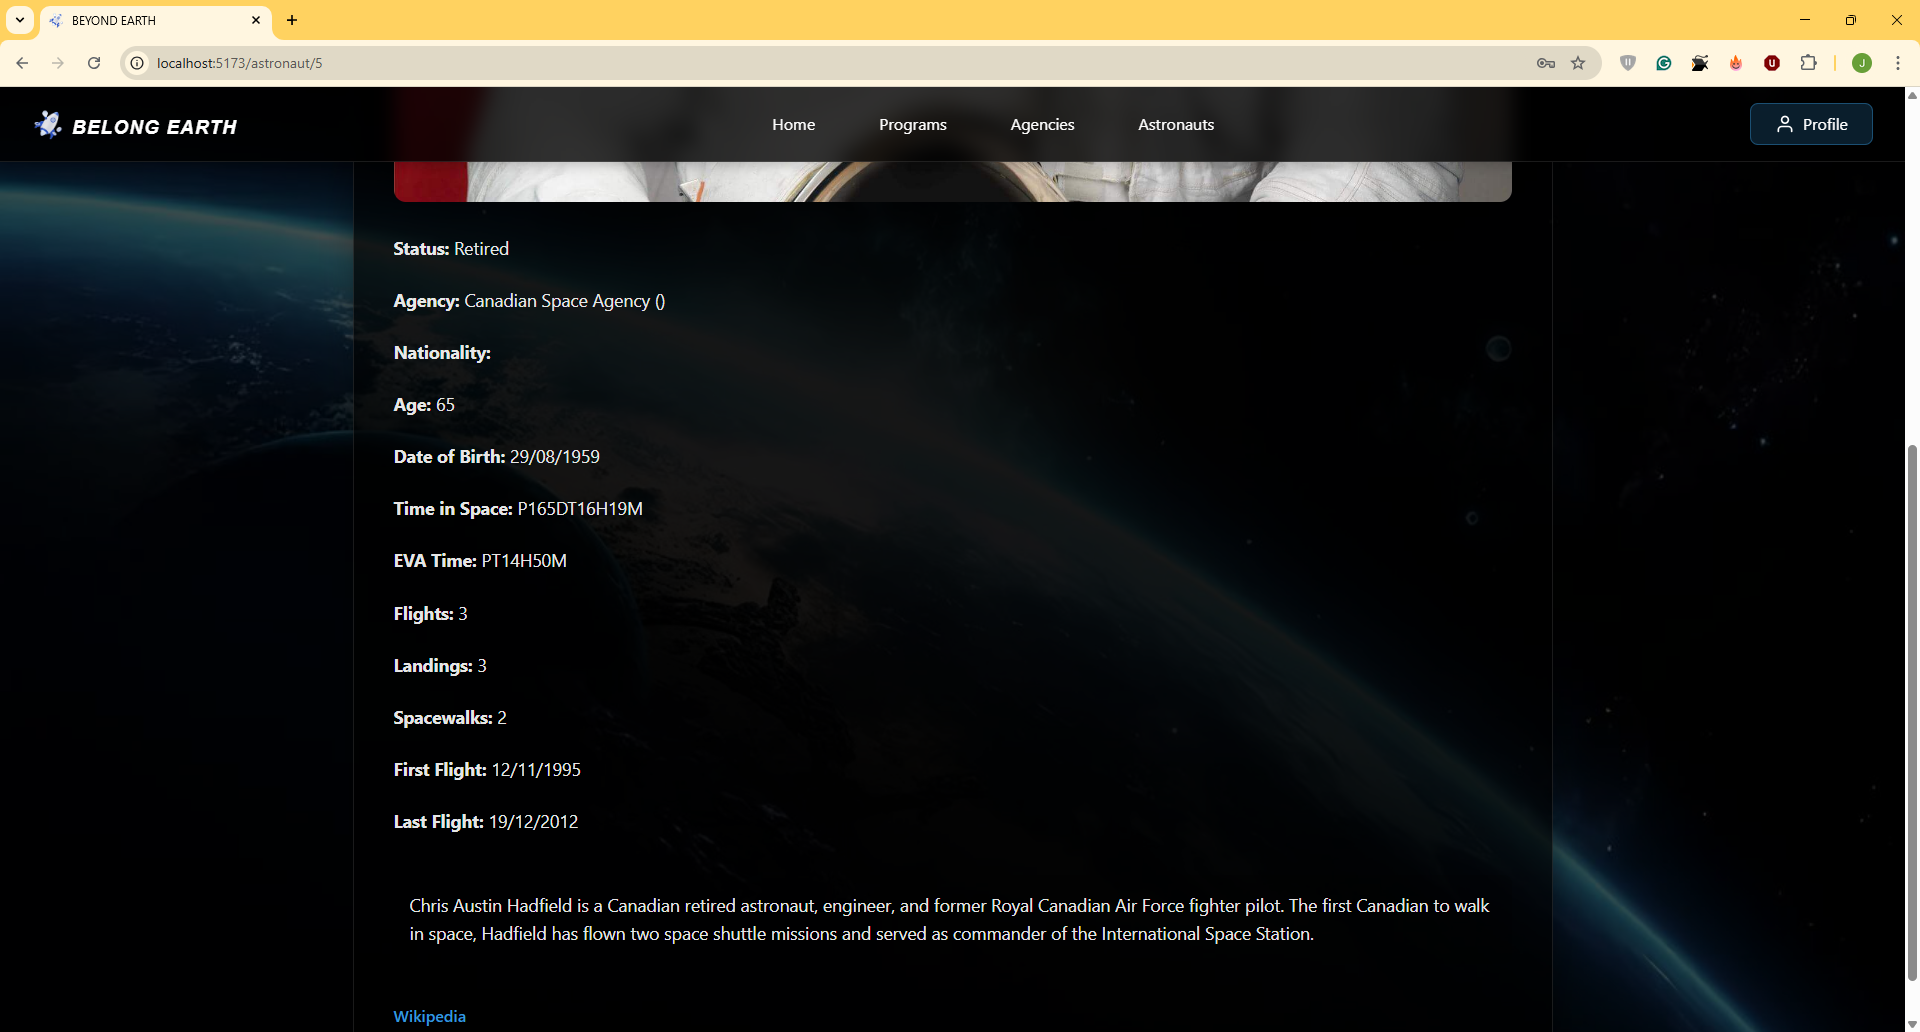 BEYOND EARTH
localhost:5173/astronaut/5
J
BELONG EARTH
Home
Programs
Agencies
Astronauts
Profile
Status: Retired
Agency: Canadian Space Agency ()
Nationality:
Age: 65
Date of Birth: 29/08/1959
Time in Space: P165DT16H19M
EVA Time: PT14H50M
Flights: 3
Landings: 3
Spacewalks: 2
First Flight: 12/11/1995
Last Flight: 19/12/2012
Chris Austin Hadfield is a Canadian retired astronaut, engineer, and former Royal Canadian Air Force fighter pilot. The first Canadian to walk
in space, Hadfield has flown two space shuttle missions and served as commander of the International Space Station.
Wikipedia